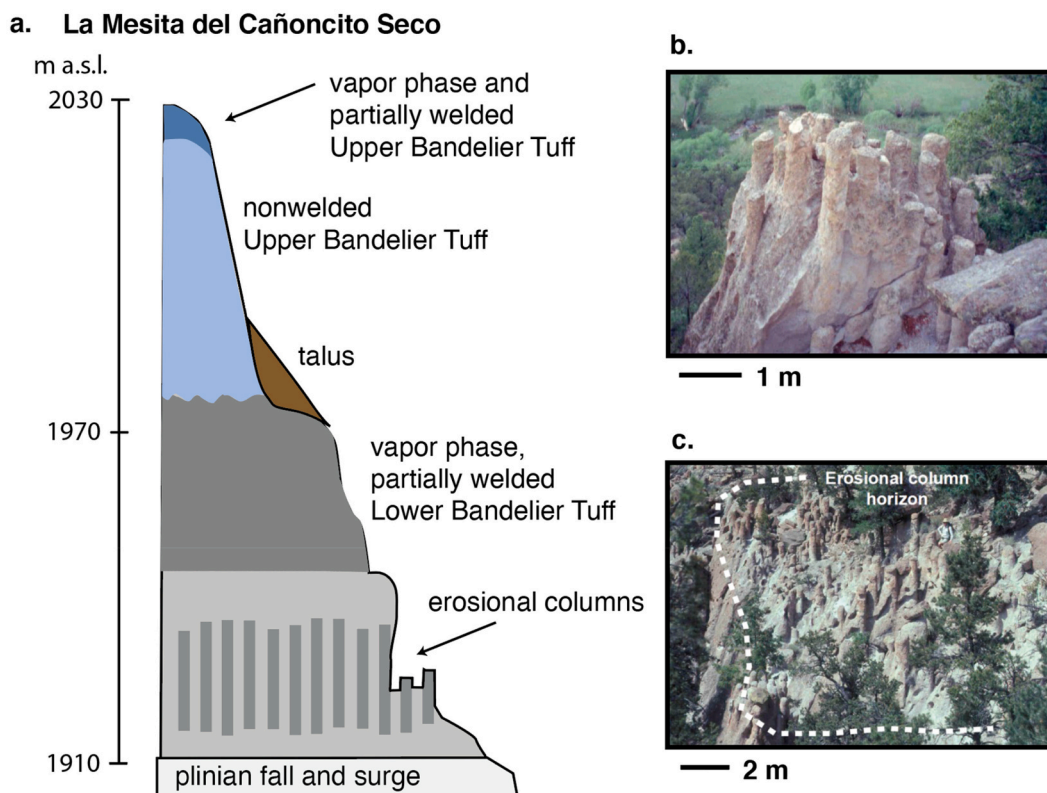 a. La Mesita del Cañoncito Seco
m a.s.l.
2030
vapor phase and
partially welded
Upper Bandelier Tuff
nonwelded
Upper Bandelier Tuff
talus
1970
vapor phase,
partially welded
Lower Bandelier Tuff
erosional columns
1910
plinian fall and surge
b.
1 m
c.
Erosional column
horizon
2 m